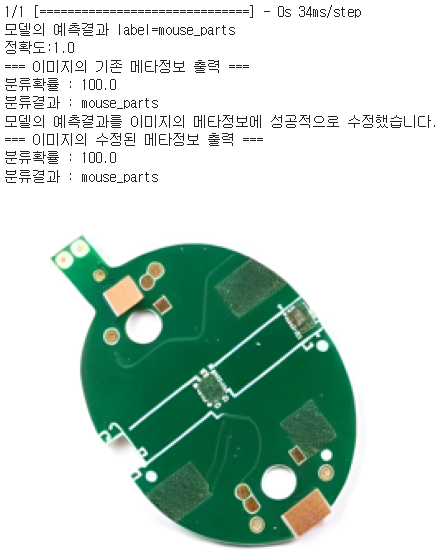 1/1 [==============================] - 0s 34ms/step
모델의 예측결과 label=mouse_parts
정확도:1.0
=== 이미지의 기존 메타정보 출력 ===
분류확률 : 100.0
분류결과 : mouse_parts
모델의 예측결과를 이미지의 메타정보에 성공적으로 수정했습니다.
=== 이미지의 수정된 메타정보 출력 ===
분류확률 : 100.0
분류결과 : mouse_parts